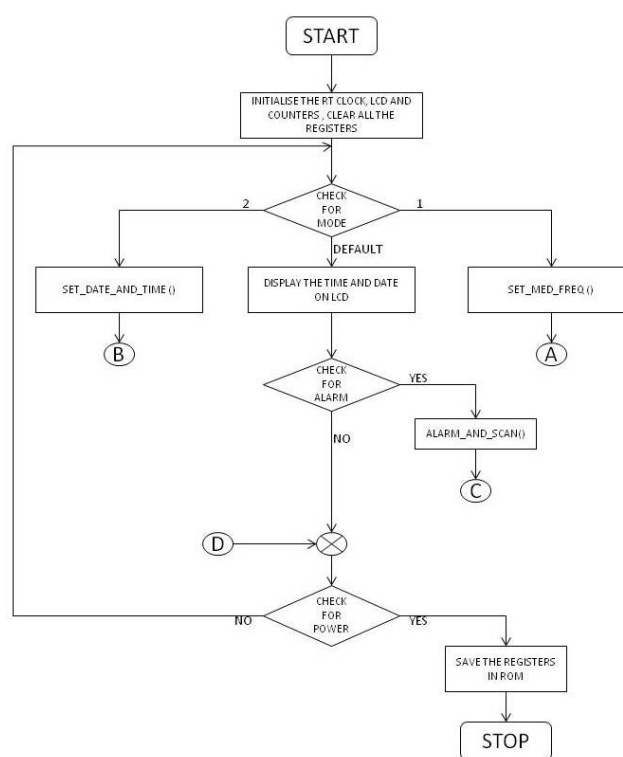 START
INITIALISE THE RT CLOCK, LCD AND
COUNTERS , CLEAR ALL THE
REGISTERS
CHECK
FOR
MODE
2
1
DEFAULT
SET_DATE_AND_TIME ()
DISPLAY THE TIME AND DATE
ON LCD
SET_MED_FREQ ()
B
A
CHECK
FOR
ALARM
YES
NO
ALARM_AND_SCAN()
C
D
CHECK
FOR
POWER
NO
YES
SAVE THE REGISTERS
IN ROM
STOP